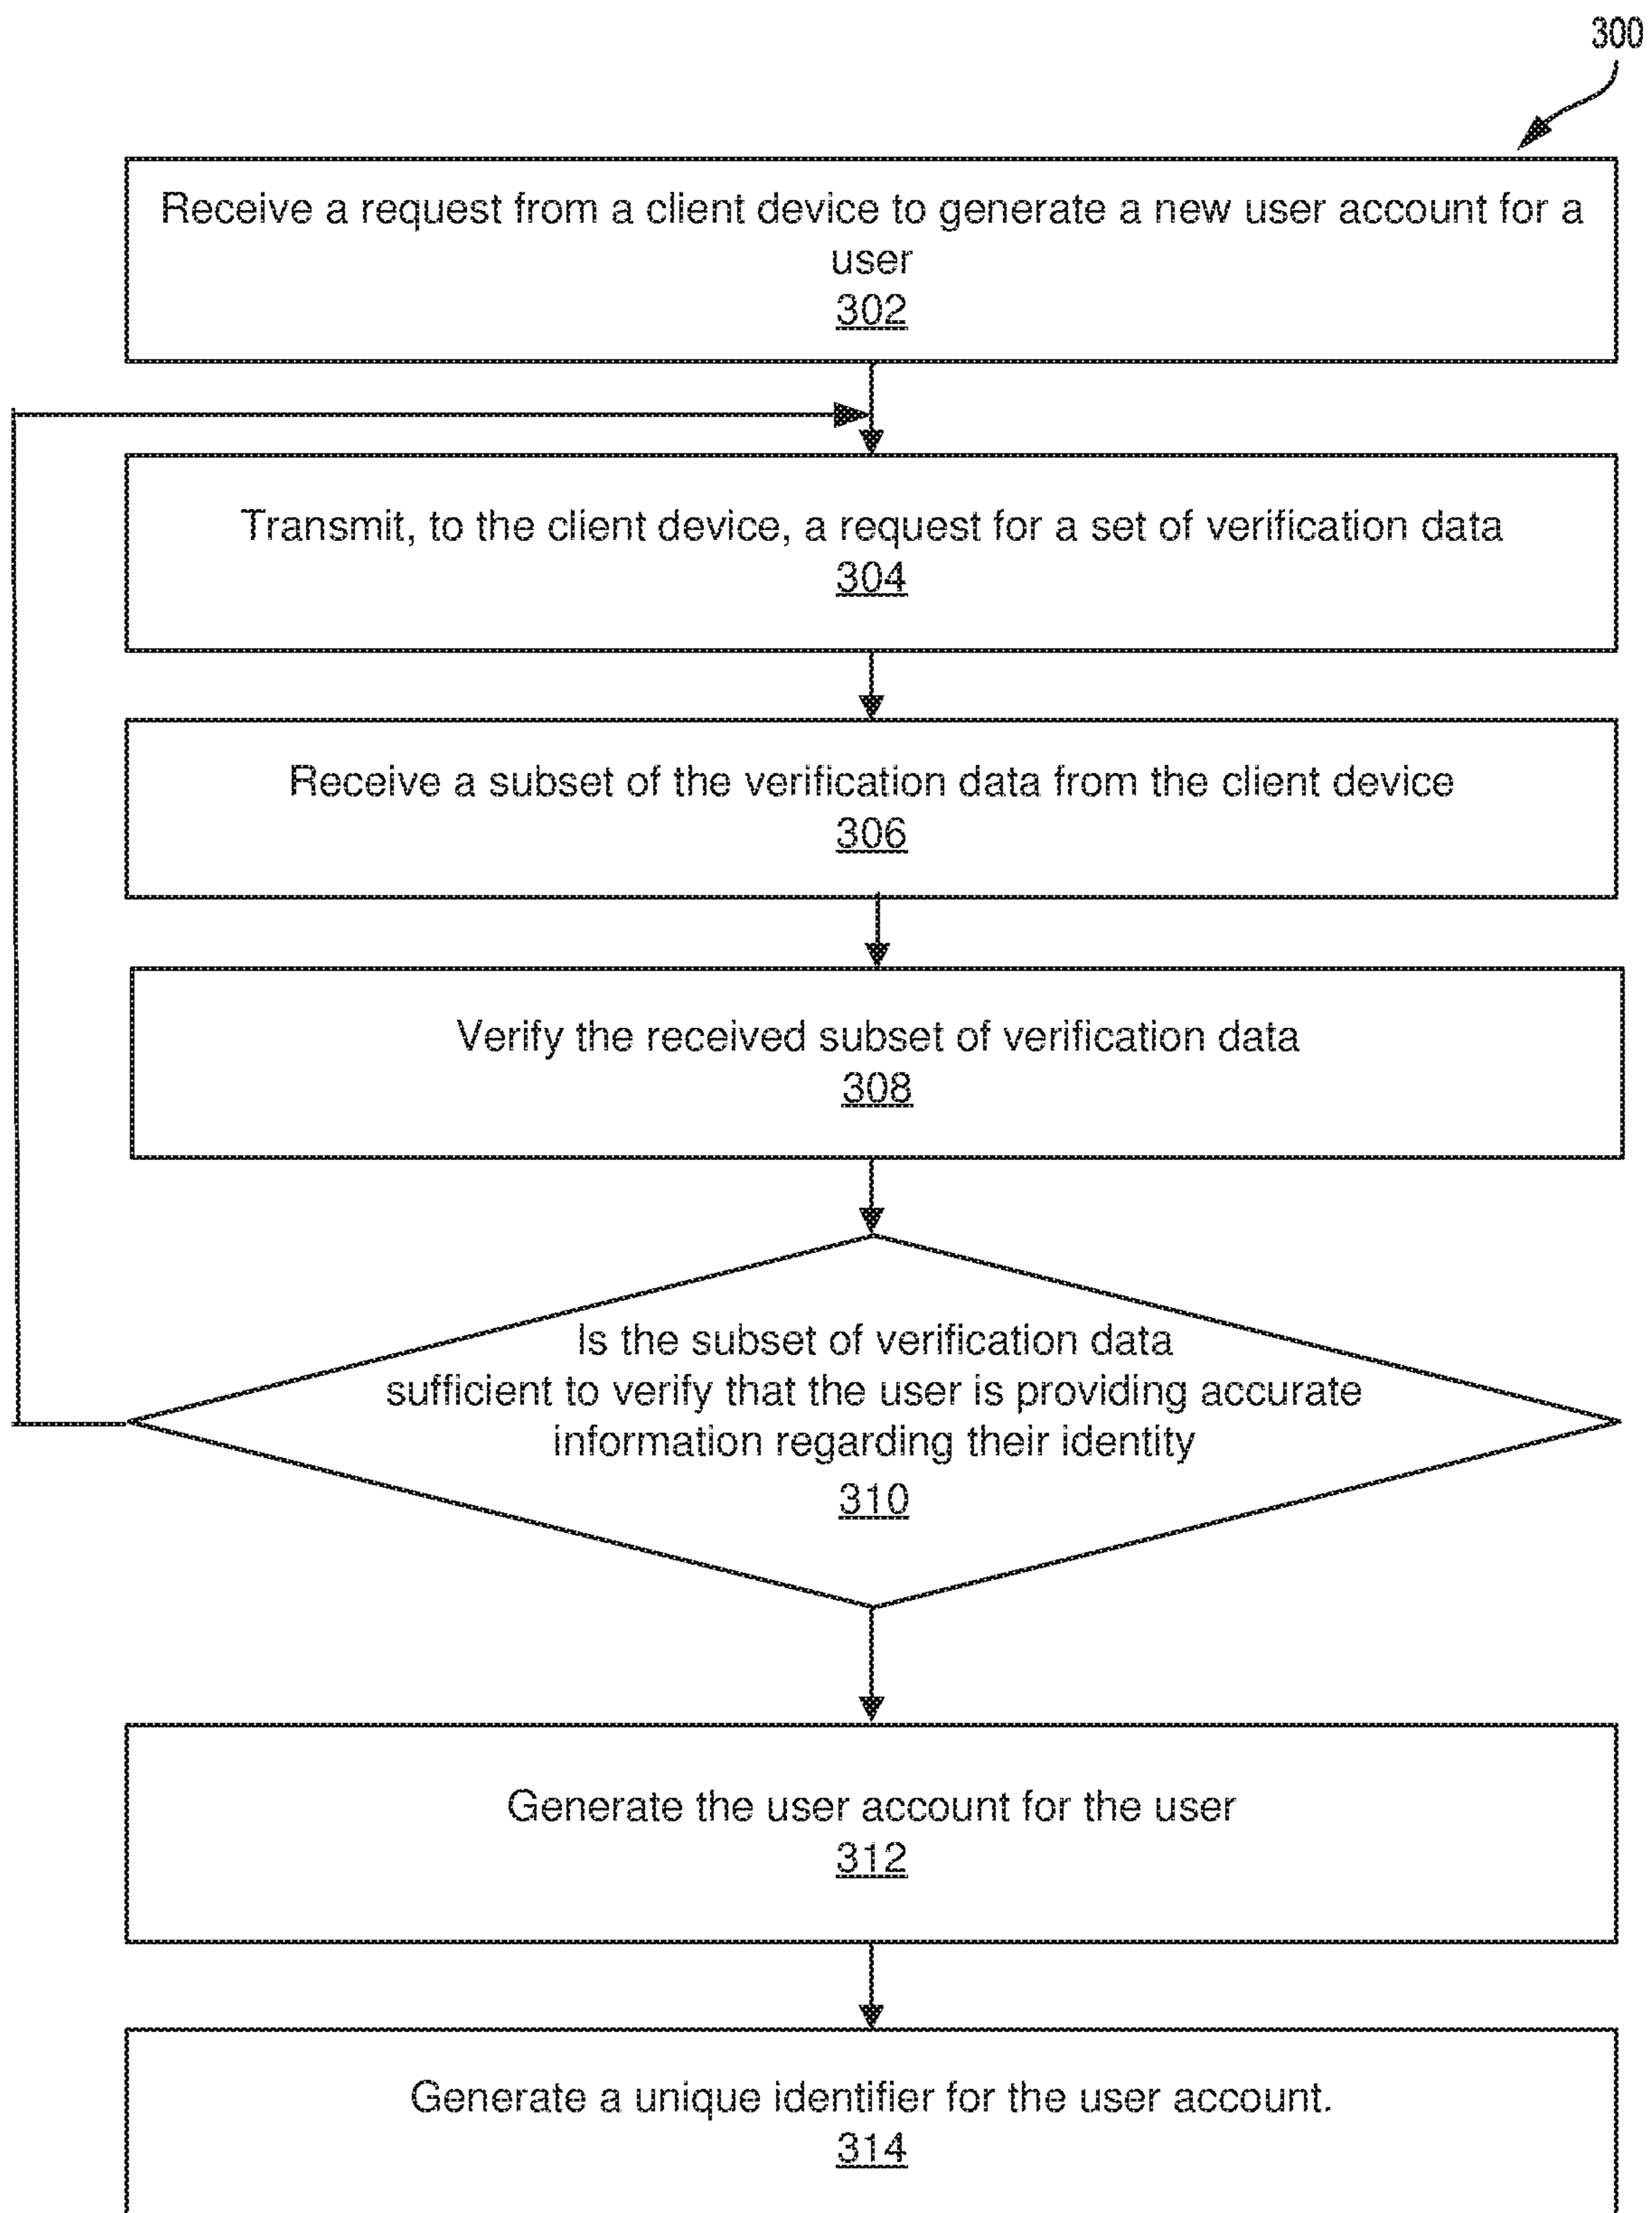 300
Receive a request from a client device to generate a new user account for a
user
302
Transmit, to the client device, a request for a set of verification data
304
Receive a subset of the verification data from the client device
306
Verify the received subset of verification data
308
Is the subset of verification data
sufficient to verify that the user is providing accurate
information regarding their identity
310
Generate the user account for the user
312
Generate a unique identifier for the user account.
314